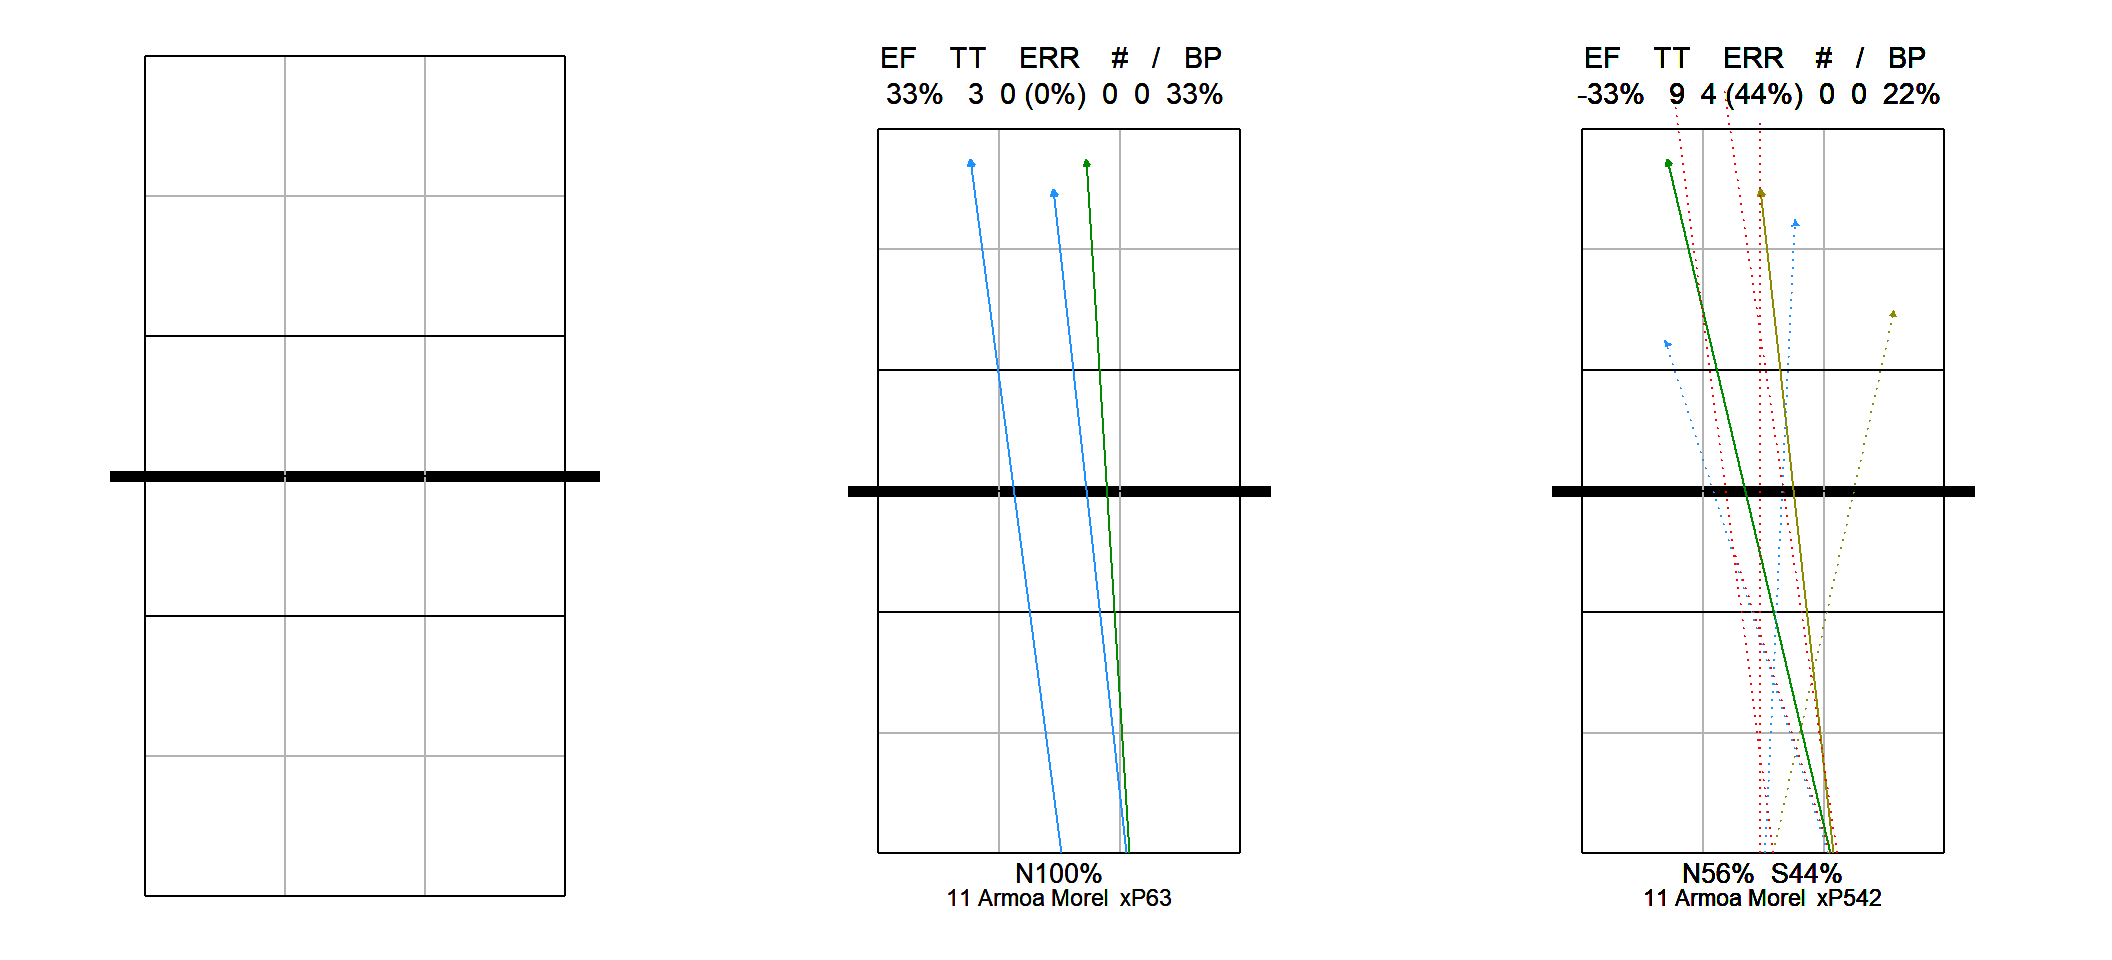 EF TT ERR # / BP
33% 3 0 (0%) 0 0 33%
N100%
11 Armoa Morel xP63
EF TT ERR # / BP
-33% 9 4 (44%) 0 0 22%
N56% S44%
11 Armoa Morel xP542